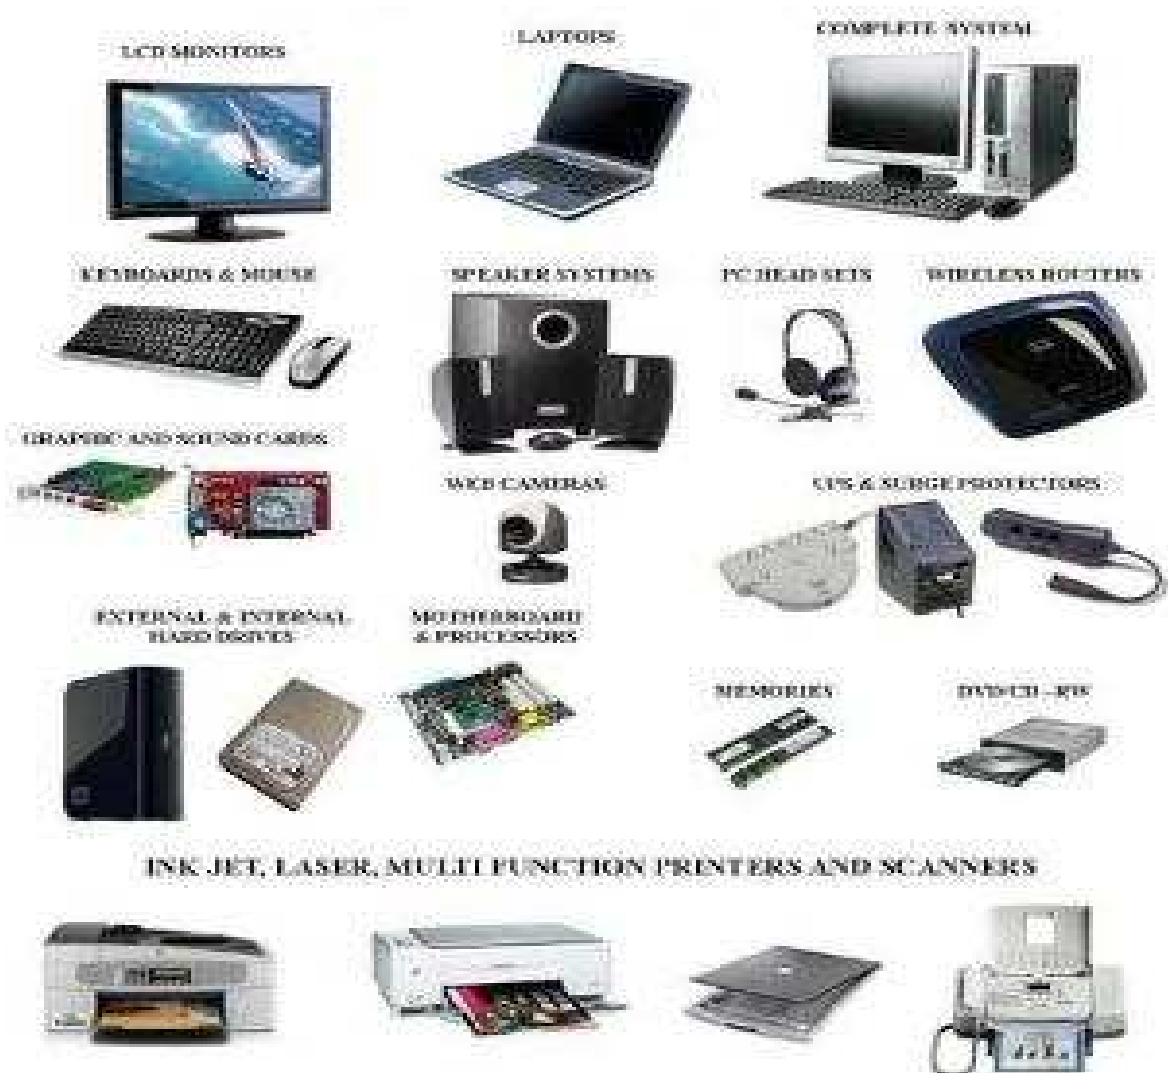 LCD MONITORS
LAPTOPS
COMPLETE SYSTEM
KEYBOARDS & MOUSE
SPEAKER SYSTEMS
PC HEAD SETS
WIRELESS ROUTERS
GRAPHIC AND SOUND CARDS
WEB CAMERAS
UPS & SURGE PROTECTORS
EXTERNAL & INTERNAL
HARD DRIVES
MOTHERBOARD
& PROCESSORS
MEMORIES
DVD/CD -RW
INK JET, LASER, MULTI FUNCTION PRINTERS AND SCANNERS